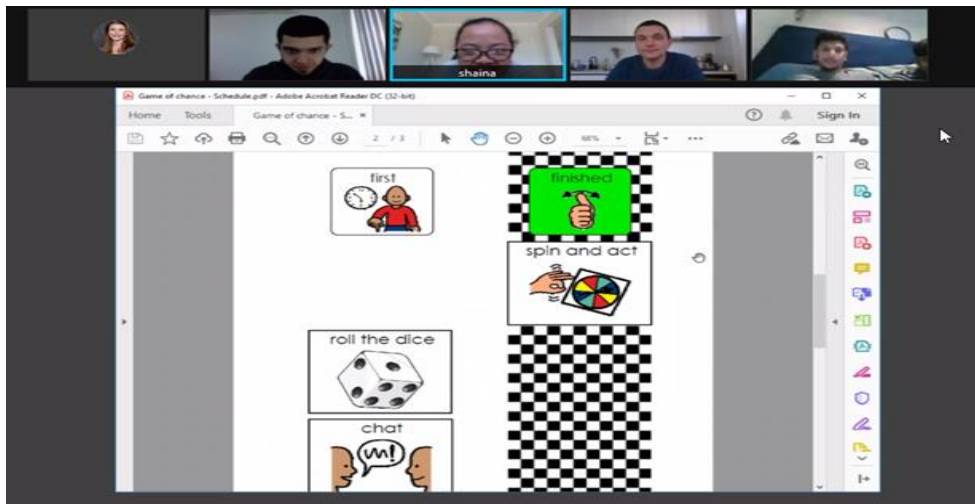 shaina
Game of chance - Schedule.pdf - Adobe Acrobat Reader DC (32-bit)
Home Tools Game of chance - S... × Sign In
2 / 3 66%
first
finished
spin and act
roll the dice
chat